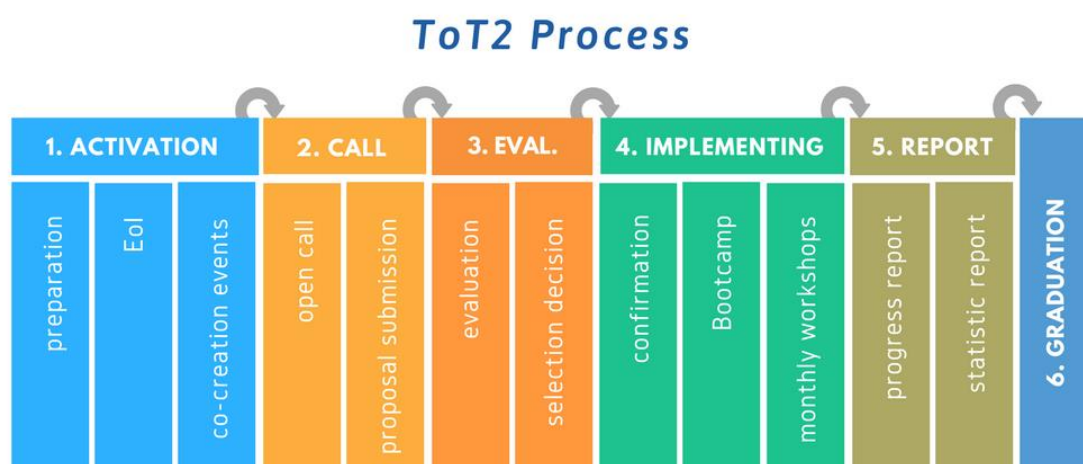 ToT2 Process
1. ACTIVATION
preparation
EoI
co-creation events
2. CALL
open call
proposal submission
3. EVAL.
evaluation
selection decision
4. IMPLEMENTING
confirmation
Bootcamp
monthly workshops
5. REPORT
progress report
statistic report
6. GRADUATION